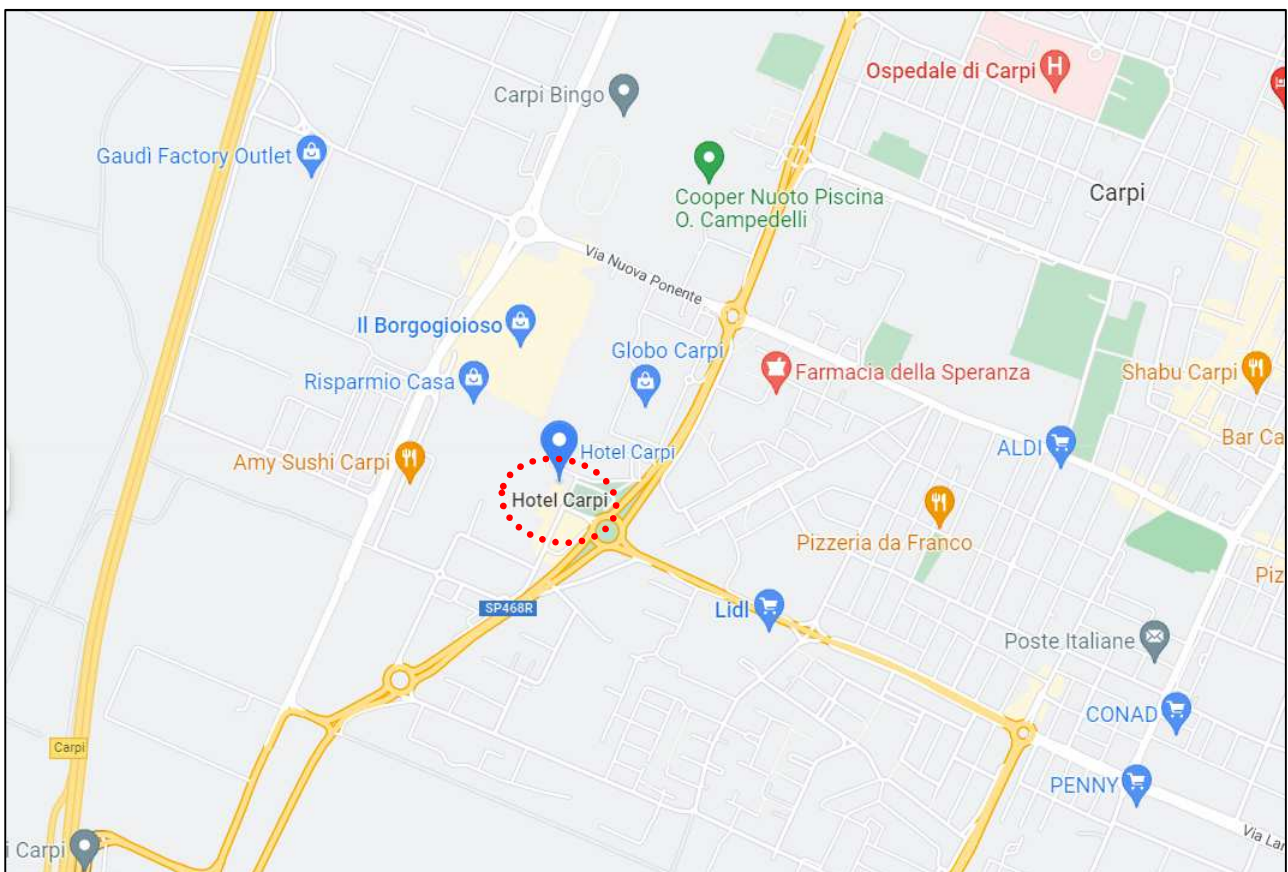 Ospedale di Carpi
H
Carpi Bingo
Gaudì Factory Outlet
Cooper Nuoto Piscina
O. Campedelli
Carpi
Via Nuova Ponente
Il Borgogioioso
Globo Carpi
Risparmio Casa
Farmacia della Speranza
Shabu Carpi
Amy Sushi Carpi
Hotel Carpi
Hotel Carpi
ALDI
Bar Ca
Pizzeria da Franco
Piz
SP468R
Lidl
Poste Italiane
CONAD
Carpi
PENNY
Via Lar
i Carpi